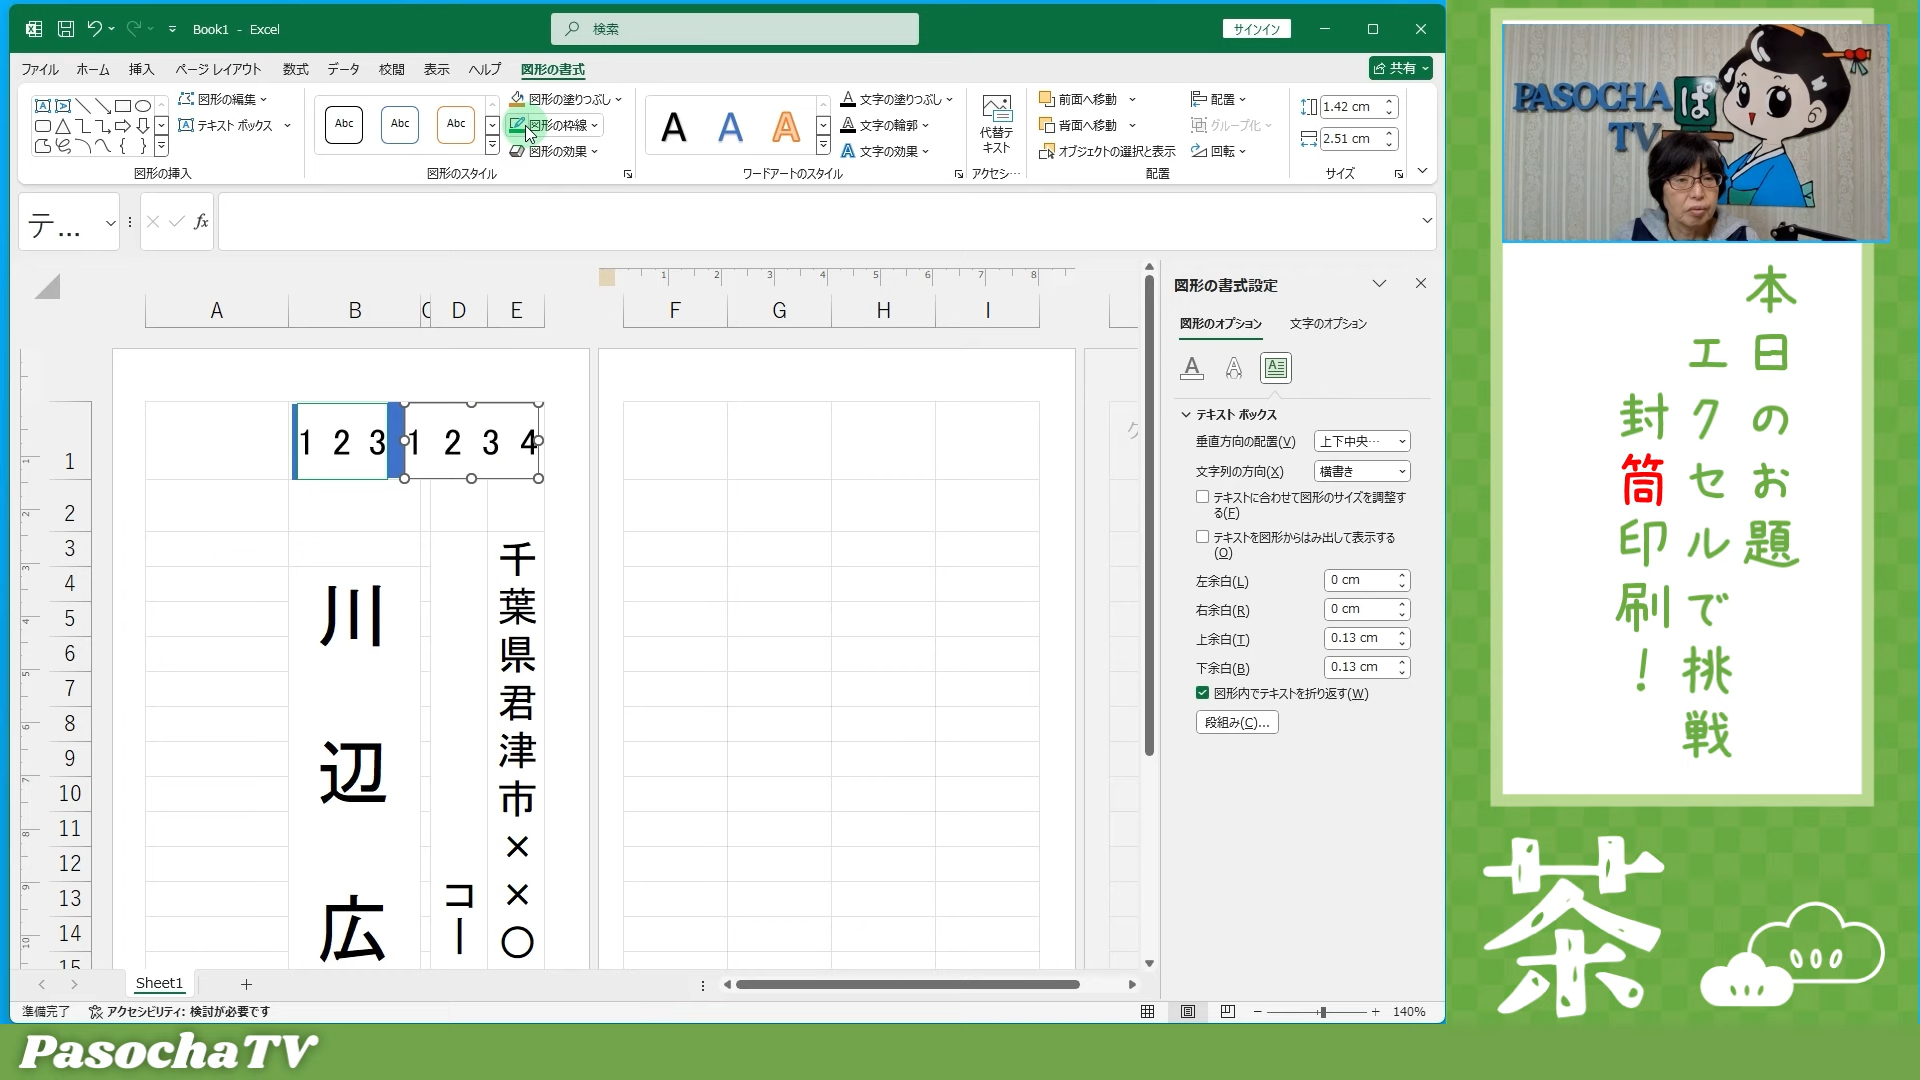 Book1 - Excel
検索
サインイン
ファイル ホーム 挿入 ページ レイアウト 数式 データ 校閲 表示 ヘルプ 図形の書式
共有
図形の編集
テキスト ボックス
図形の挿入
Abc Abc Abc
図形の塗りつぶし
図形の枠線
図形の効果
図形のスタイル
A A A
文字の塗りつぶし
文字の輪郭
文字の効果
ワードアートのスタイル
代替テ
キスト
アクセシ…
前面へ移動
背面へ移動
オブジェクトの選択と表示
配置
グループ化
回転
配置
1.42 cm
2.51 cm
サイズ
テ...
fx
1 2 3 4 5 6 7 8
A B C D E F G H I
1
2
3
4
5
6
7
8
9
10
11
12
13
14
15
1 2 3
1 2 3 4
千葉県君津市××〇
コー
川辺広
ク
図形の書式設定
図形のオプション 文字のオプション
テキスト ボックス
垂直方向の配置(V) 上下中央…
文字列の方向(X) 横書き
テキストに合わせて図形のサイズを調整す
る(F)
テキストを図形からはみ出して表示する
(O)
左余白(L) 0 cm
右余白(R) 0 cm
上余白(T) 0.13 cm
下余白(B) 0.13 cm
図形内でテキストを折り返す(W)
段組み(C)...
Sheet1
準備完了 アクセシビリティ: 検討が必要です
140%
PASOCHA
TV
ぱ
本日のお題
エクセルで挑戦
封筒印刷！
茶
PasochaTV